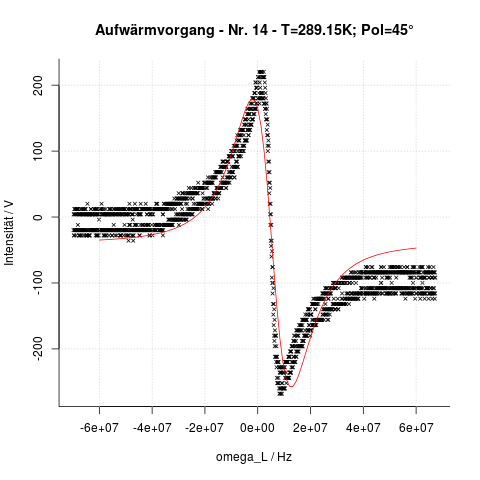 Aufwärmvorgang - Nr. 14 - T=289.15K; Pol=45°
Intensität / V
200
100
0
-100
-200
-6e+07 -4e+07 -2e+07 0e+00 2e+07 4e+07 6e+07
omega_L / Hz